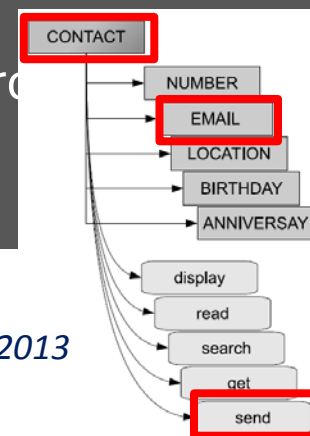 CONTACT
NUMBER
EMAIL
LOCATION
BIRTHDAY
ANNIVERSAY
display
read
search
2013
get
send